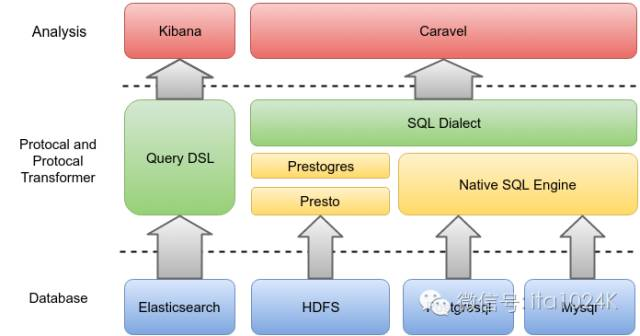 Analysis
Kibana
Caravel
Protocal and
Protocal
Transformer
Query DSL
SQL Dialect
Prestogres
Presto
Native SQL Engine
Database
Elasticsearch
HDFS
Mysql
微信号: ita1024K